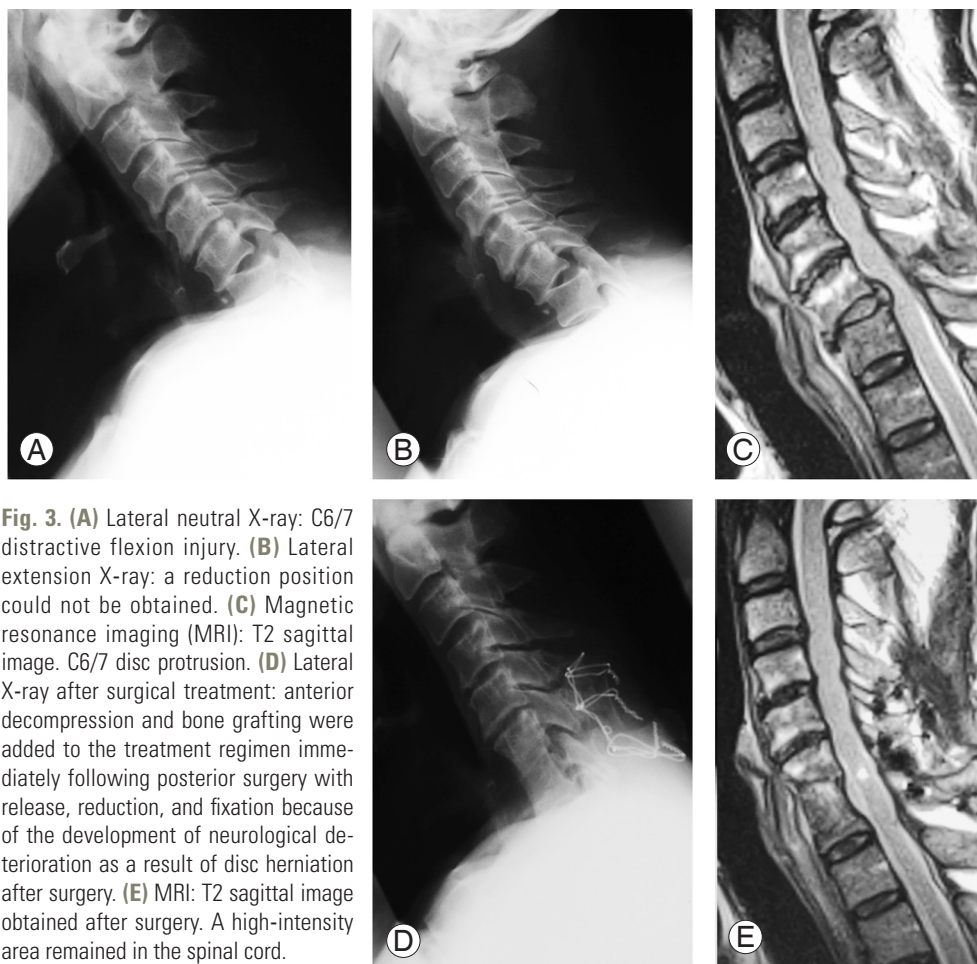 A
B
C
Fig. 3. (A) Lateral neutral X-ray: C6/7
distractive flexion injury. (B) Lateral
extension X-ray: a reduction position
could not be obtained. (C) Magnetic
resonance imaging (MRI): T2 sagittal
image. C6/7 disc protrusion. (D) Lateral
X-ray after surgical treatment: anterior
decompression and bone grafting were
added to the treatment regimen imme-
diately following posterior surgery with
release, reduction, and fixation because
of the development of neurological de-
terioration as a result of disc herniation
after surgery. (E) MRI: T2 sagittal image
obtained after surgery. A high-intensity
area remained in the spinal cord.
D
E